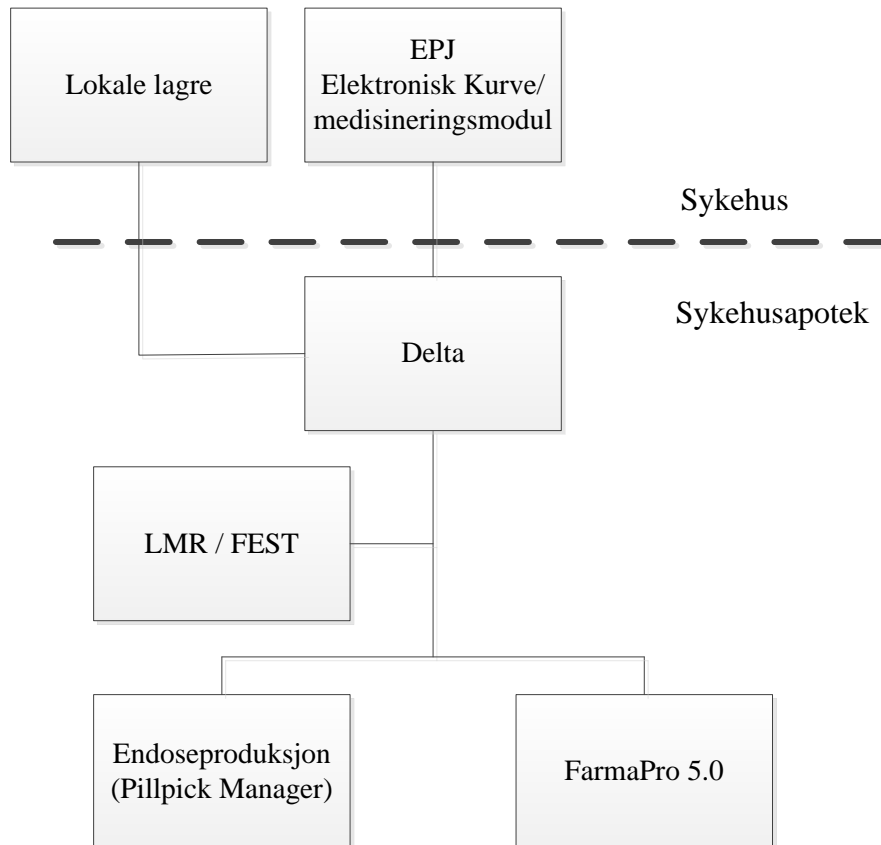 Lokale lagre
EPJ
Elektronisk Kurve/
medisineringsmodul
Sykehus
Sykehusapotek
Delta
LMR / FEST
Endoseproduksjon
(Pillpick Manager)
FarmaPro 5.0